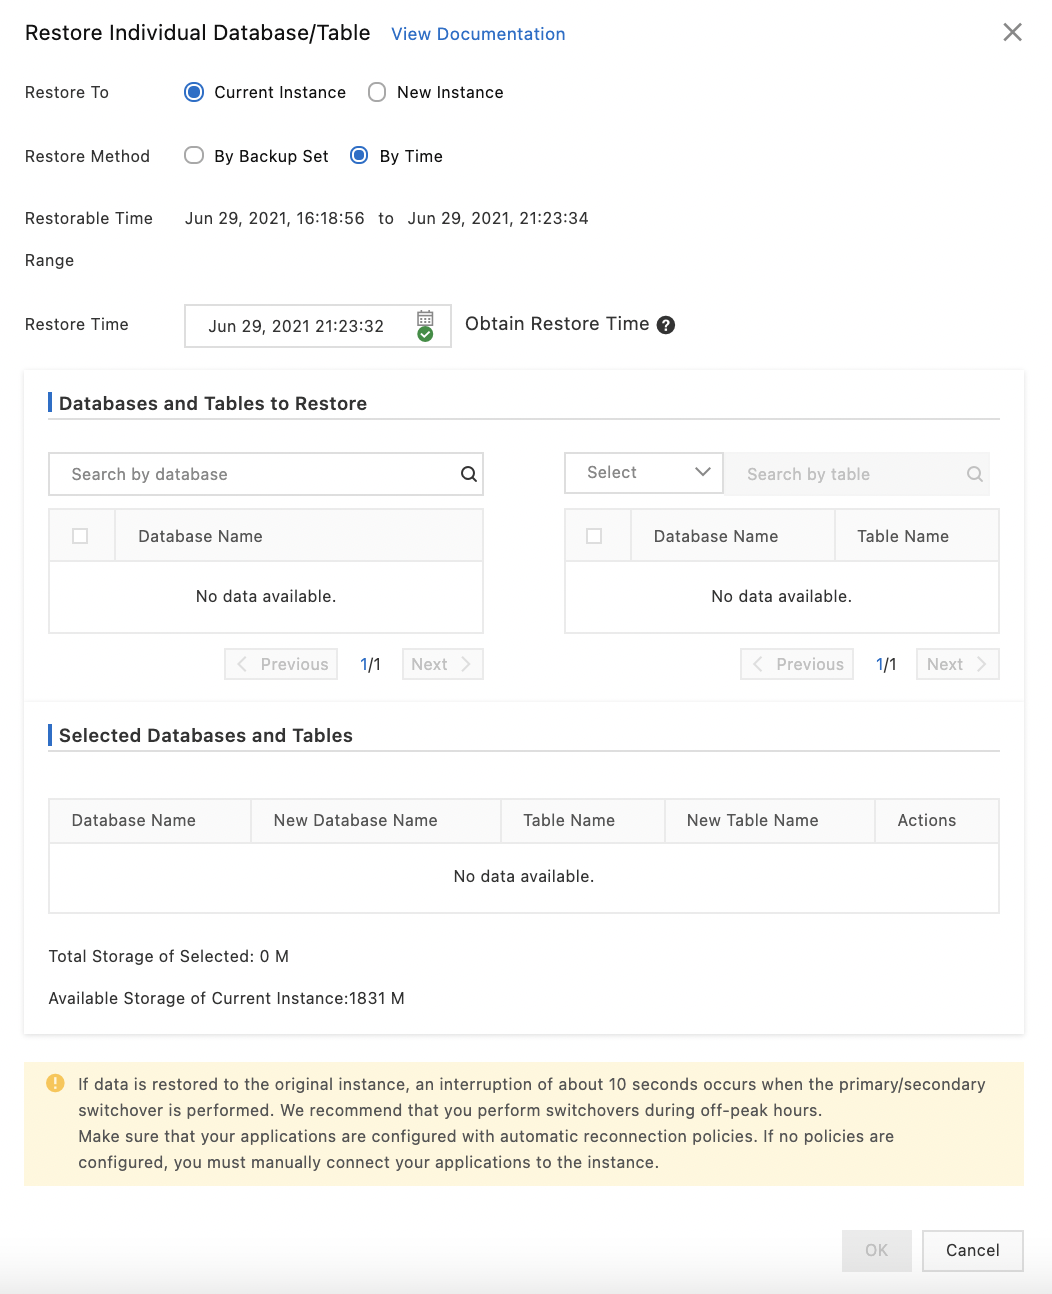 Restore Individual Database/Table View Documentation
Restore To Current Instance New Instance
Restore Method By Backup Set By Time
Restorable Time Jun 29, 2021, 16:18:56 to Jun 29, 2021, 21:23:34
Range
Restore Time Jun 29, 2021 21:23:32 Obtain Restore Time ?
Databases and Tables to Restore
Search by database Select Search by table
Database Name Database Name Table Name
No data available. No data available.
Previous 1/1 Next Previous 1/1 Next
Selected Databases and Tables
Database Name New Database Name Table Name New Table Name Actions
No data available.
Total Storage of Selected: 0 M
Available Storage of Current Instance:1831 M
If data is restored to the original instance, an interruption of about 10 seconds occurs when the primary/secondary
switchover is performed. We recommend that you perform switchovers during off-peak hours.
Make sure that your applications are configured with automatic reconnection policies. If no policies are
configured, you must manually connect your applications to the instance.
OK Cancel